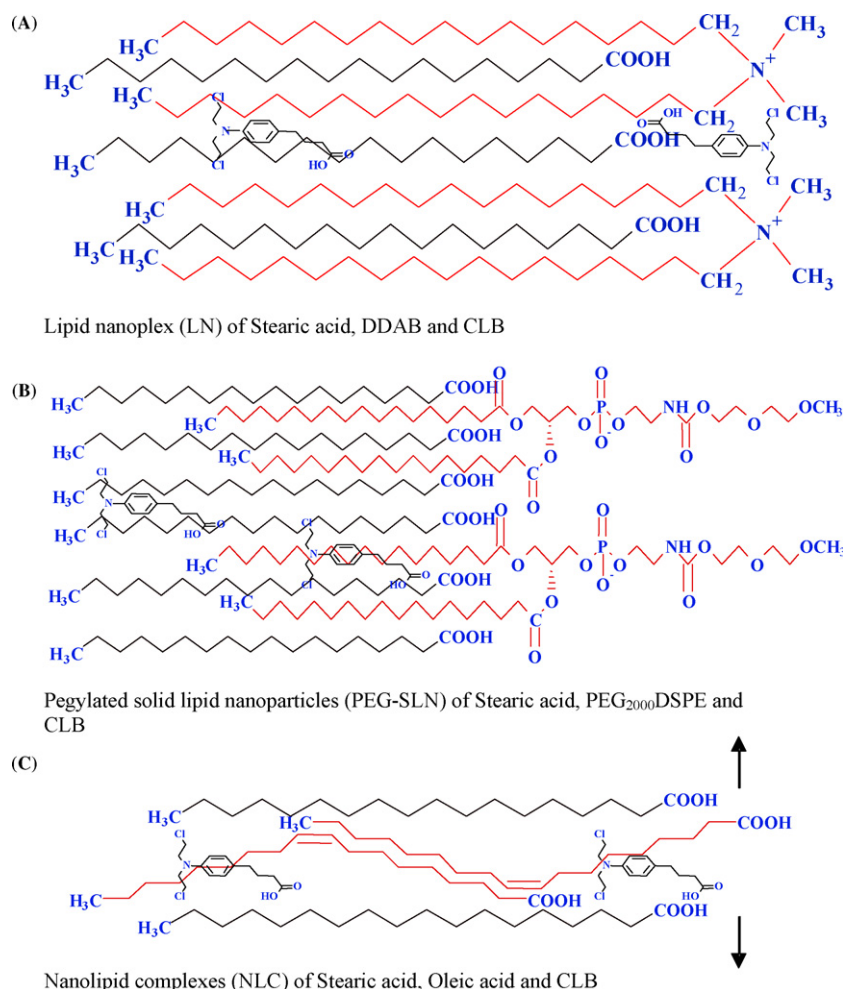 (A)
H₃C CH₂ CH₃
H₃C COOH N⁺
H₃C Cl CH₂ CH₃
OH Cl
O
N
H₃C COOH N
HO O
Cl Cl
H₃C CH₂ CH₃
H₃C COOH N⁺
H₃C CH₂ CH₃
Lipid nanoplex (LN) of Stearic acid, DDAB and CLB
(B)
O O
H₃C COOH
H₃C O O P O NH O O OCH₃
O⁻ O
H₃C COOH O
H₃C C
Cl O
H₃C COOH
N
H₃C Cl HO O COOH O O
Cl
H₃C N O O P O NH O O OCH₃
O⁻ O
Cl HO O
H₃C COOH
H₃C O
C
H₃C COOH O
Pegylated solid lipid nanoparticles (PEG-SLN) of Stearic acid, PEG₂₀₀₀DSPE and
CLB
(C)
H₃C COOH
H₃C COOH
Cl Cl
N N
Cl HO O Cl HO O
H₃C COOH
H₃C COOH
Nanolipid complexes (NLC) of Stearic acid, Oleic acid and CLB